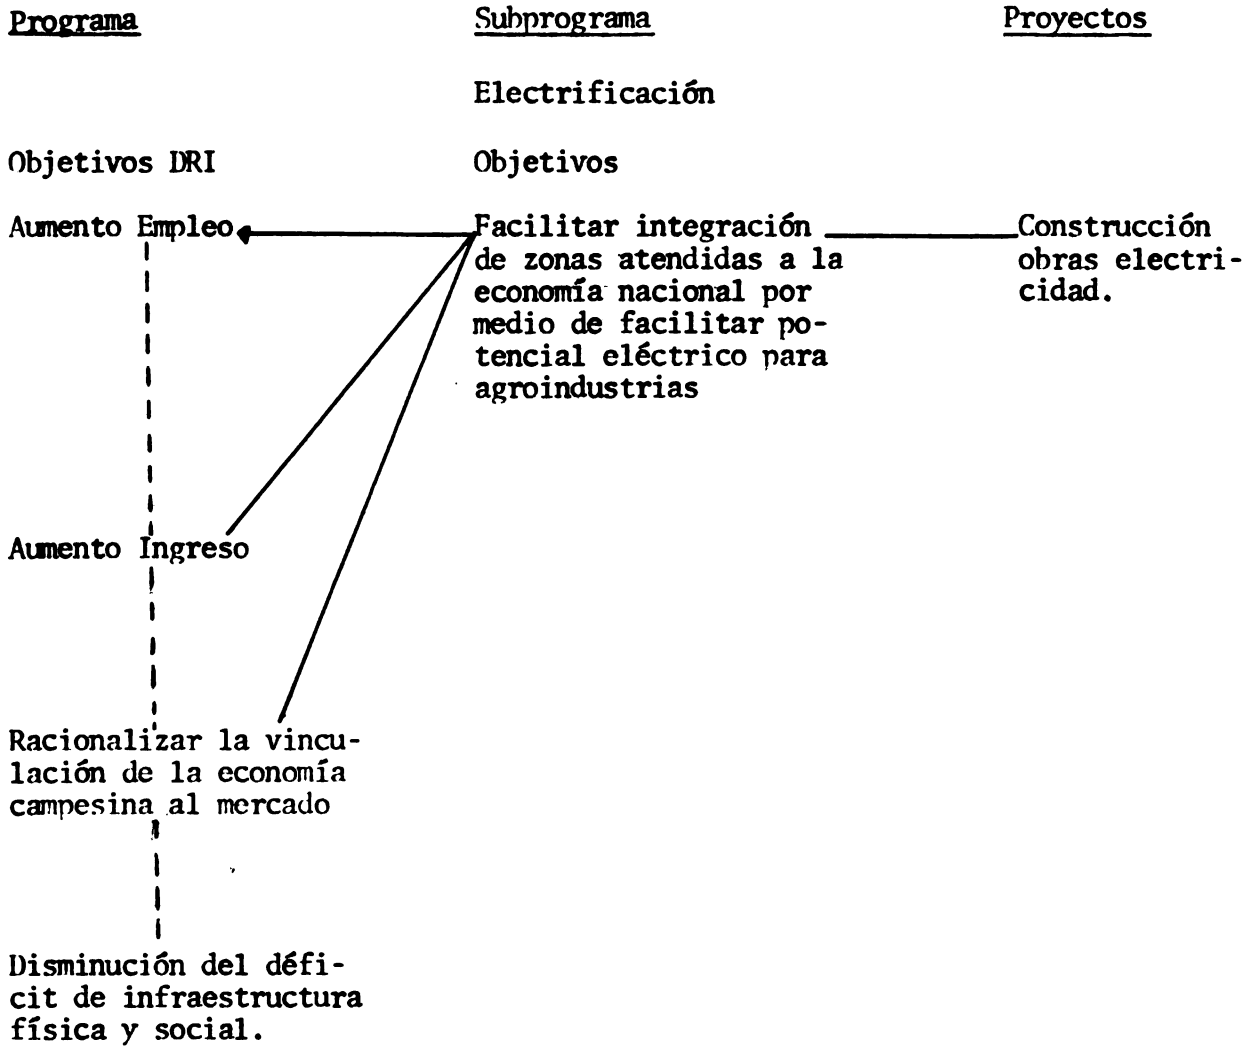 Programa Subprograma Proyectos
Electrificación
Objetivos DRI Objetivos
Aumento Empleo
Facilitar integración
de zonas atendidas a la
economía nacional por
medio de facilitar po-
tencial eléctrico para
agroindustrias
Construcción
obras electri-
cidad.
Aumento Ingreso
Racionalizar la vincu-
lación de la economía
campesina al mercado
Disminución del défi-
cit de infraestructura
física y social.